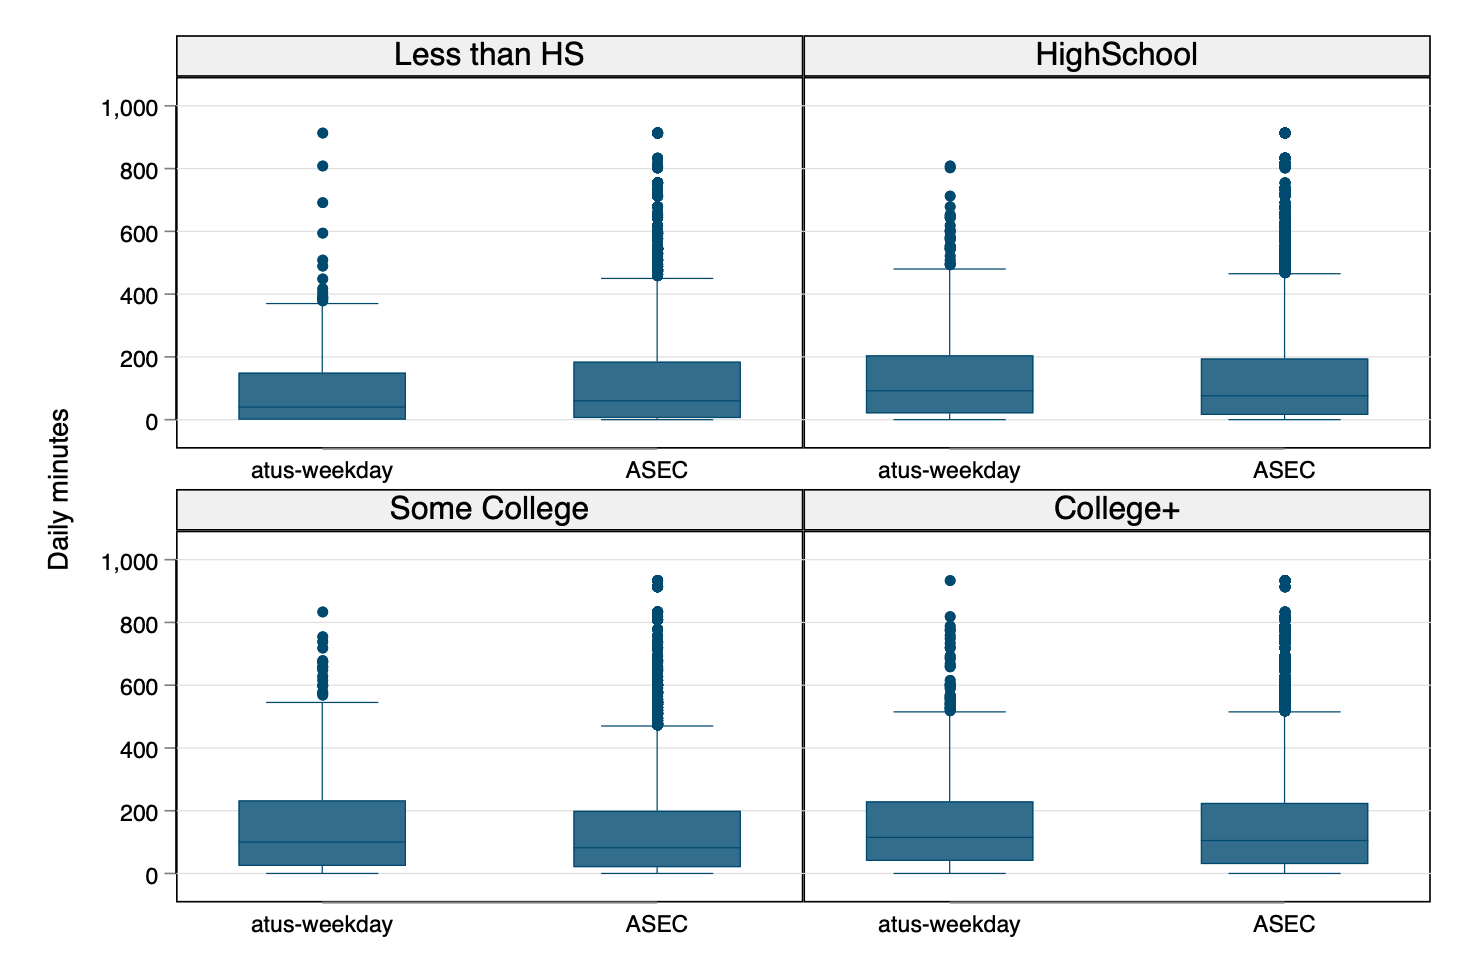 Less than HS
HighSchool
1,000
800
600
400
200
0
atus-weekday
ASEC
atus-weekday
ASEC
Daily minutes
Some College
College+
1,000
800
600
400
200
0
atus-weekday
ASEC
atus-weekday
ASEC